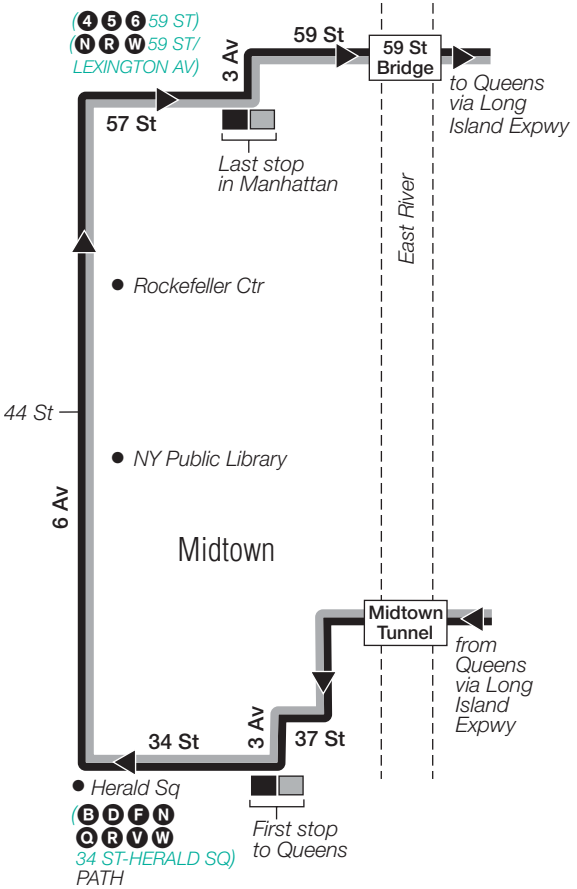 (4 5 6 59 ST)
(N R W 59 ST/
LEXINGTON AV)
3 Av
59 St
59 St
Bridge
to Queens
via Long
Island Expwy
57 St
Last stop
in Manhattan
East River
Rockefeller Ctr
44 St
NY Public Library
6 Av
Midtown
Midtown
Tunnel
from
Queens
via Long
Island
Expwy
3 Av
37 St
34 St
Herald Sq
(B D F N
Q R V W
34 ST-HERALD SQ)
PATH
First stop
to Queens